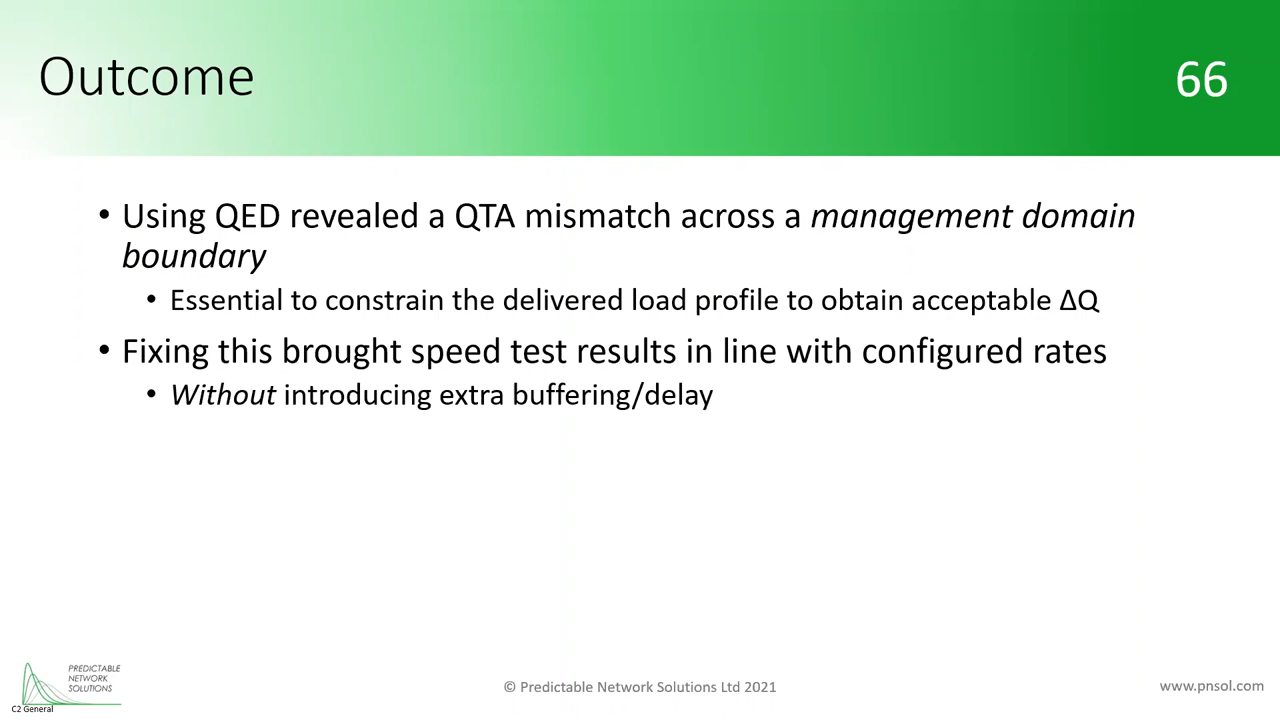 Outcome
66
• Using QED revealed a QTA mismatch across a management domain
boundary
• Essential to constrain the delivered load profile to obtain acceptable ΔQ
• Fixing this brought speed test results in line with configured rates
• Without introducing extra buffering/delay
PREDICTABLE
NETWORK
SOLUTIONS
C2 General
© Predictable Network Solutions Ltd 2021
www.pnsol.com